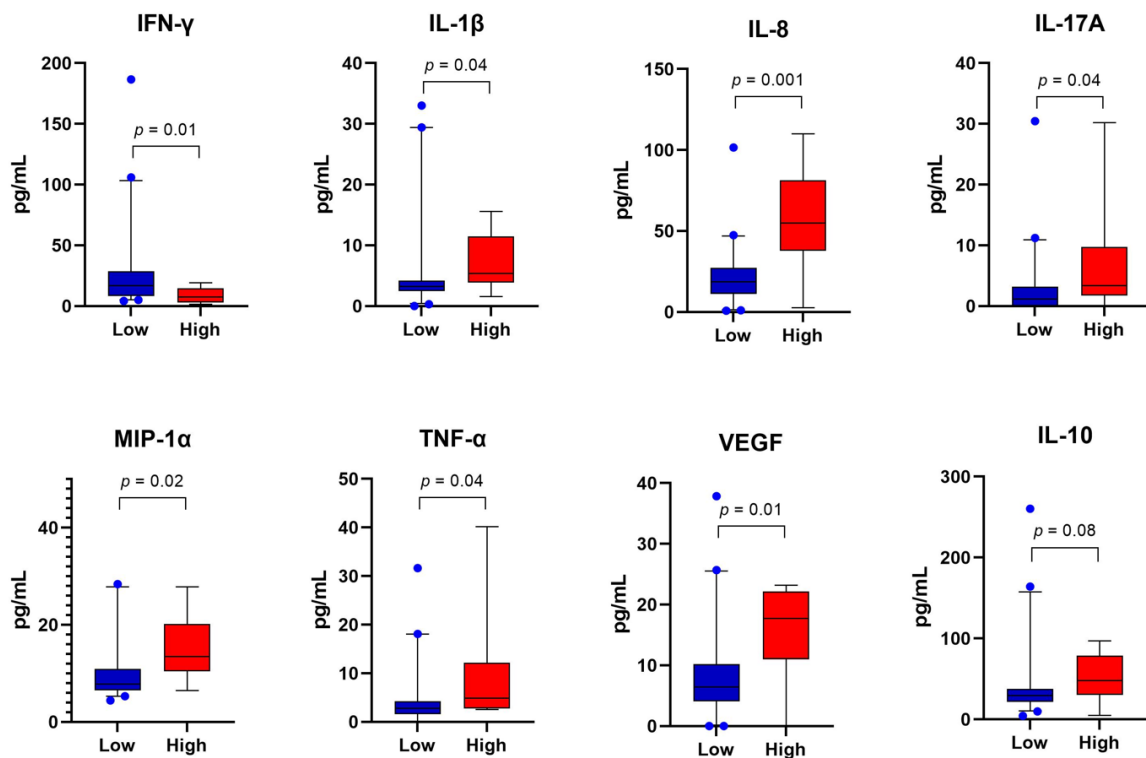 IFN-γ
200
150
100
50
0
pg/mL
p = 0.01
Low High
IL-1β
40
30
20
10
0
pg/mL
p = 0.04
Low High
IL-8
150
100
50
0
pg/mL
p = 0.001
Low High
IL-17A
40
30
20
10
0
pg/mL
p = 0.04
Low High
MIP-1α
40
20
0
pg/mL
p = 0.02
Low High
TNF-α
50
40
30
20
10
0
pg/mL
p = 0.04
Low High
VEGF
40
30
20
10
0
pg/mL
p = 0.01
Low High
IL-10
300
200
100
0
pg/mL
p = 0.08
Low High